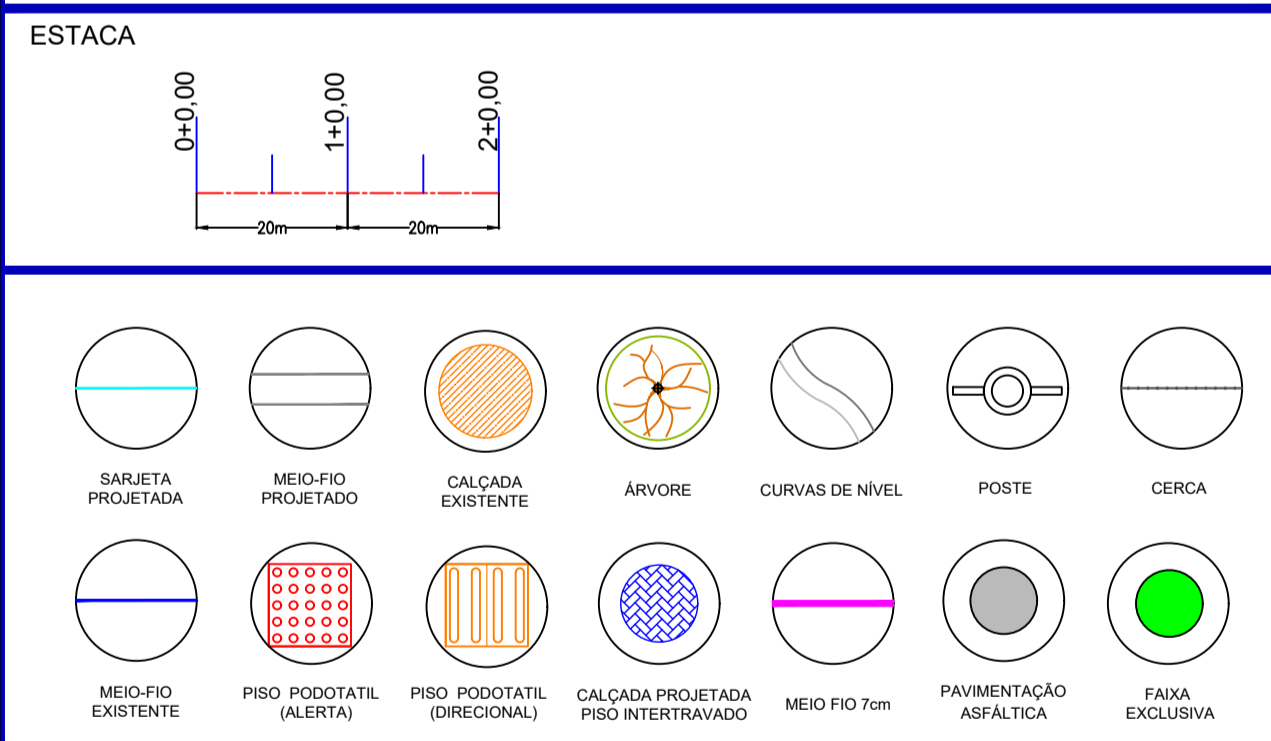 ESTACA
0+0,00
1+0,00
2+0,00
20m
20m
SARJETA
PROJETADA
MEIO-FIO
PROJETADO
CALÇADA
EXISTENTE
ÁRVORE
CURVAS DE NÍVEL
POSTE
CERCA
MEIO-FIO
EXISTENTE
PISO PODOTATIL
(ALERTA)
PISO PODOTATIL
(DIRECIONAL)
CALÇADA PROJETADA
PISO INTERTRAVADO
MEIO FIO 7cm
PAVIMENTAÇÃO
ASFÁLTICA
FAIXA
EXCLUSIVA